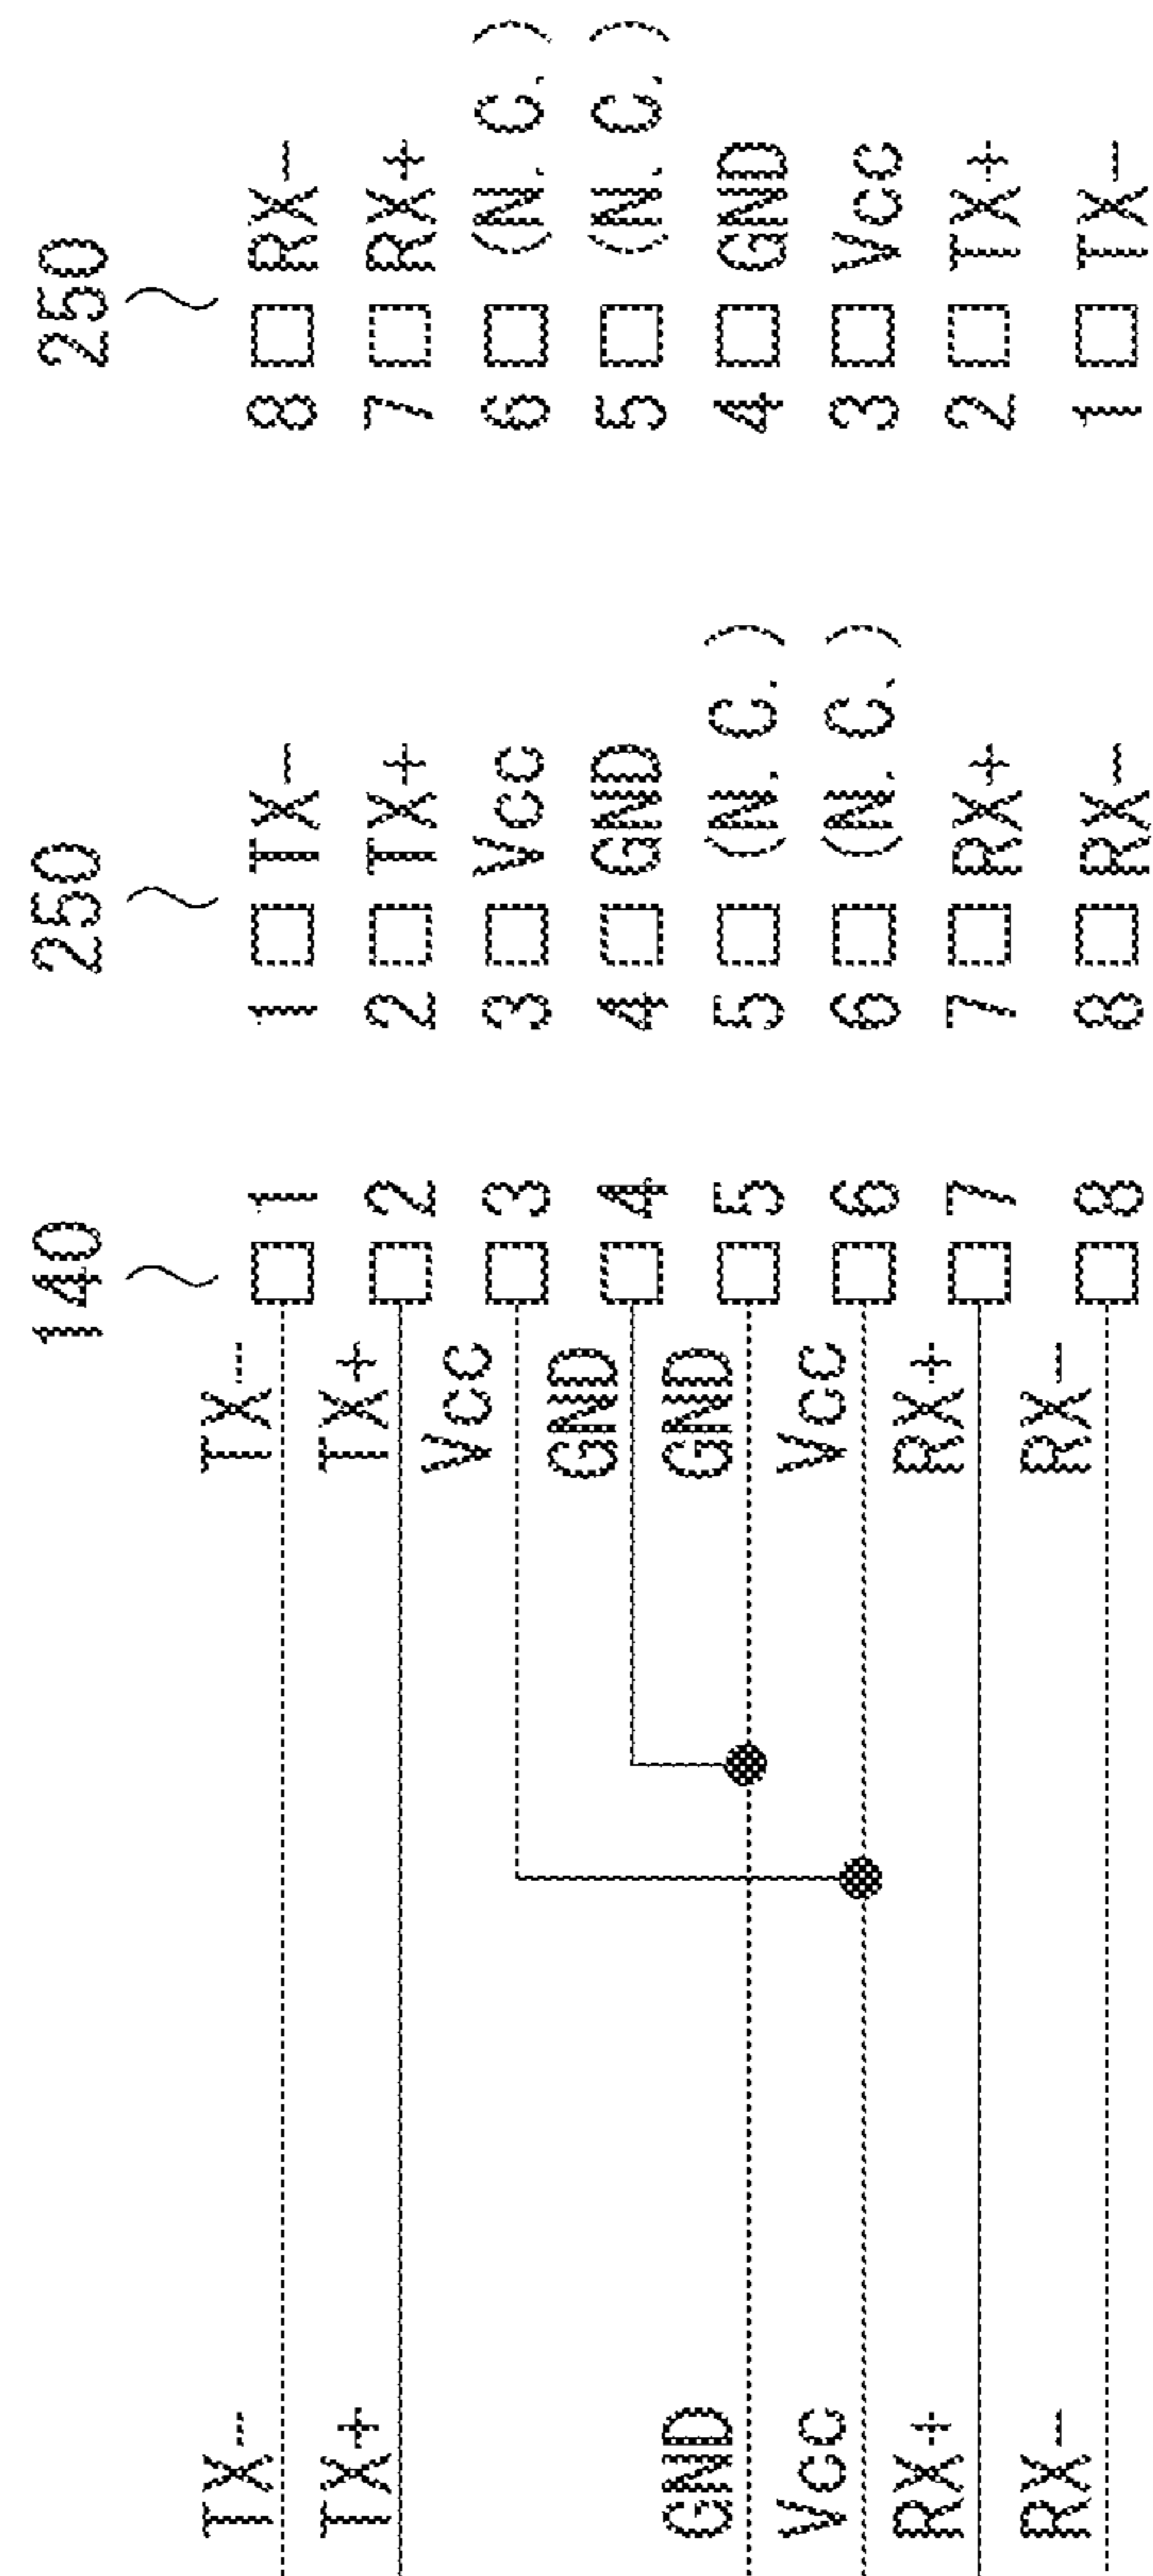 140 250 250
TX- TX-
1 1 TX- 8 RX-
TX+ TX+
2 2 TX+ 7 RX+
Vcc
3 3 Vcc 6 (N. C.)
GND
4 4 GND 5 (N. C.)
GND GND
5 5 (N. C.) 4 GND
Vcc Vcc
6 6 (N. C.) 3 Vcc
RX+ RX+
7 7 RX+ 2 TX+
RX- RX-
8 8 RX- 1 TX-